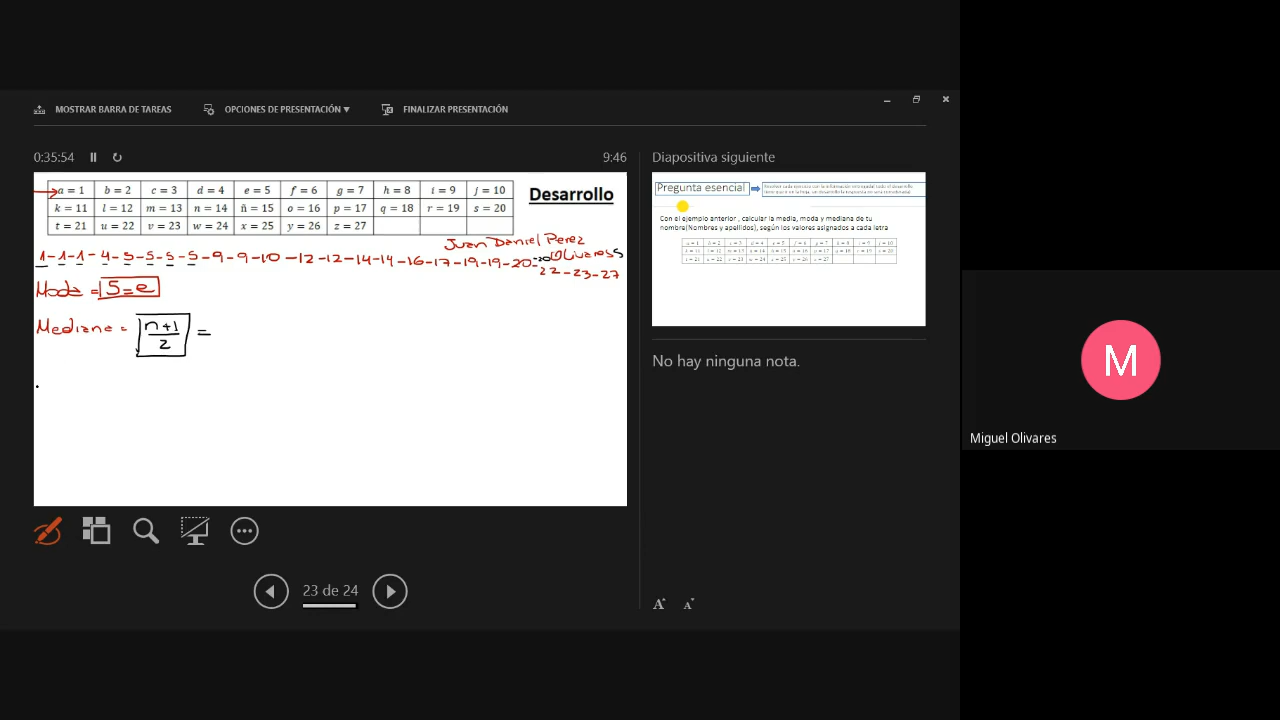 MOSTRAR BARRA DE TAREAS OPCIONES DE PRESENTACIÓN ▾ FINALIZAR PRESENTACIÓN
0:35:54 9:46 Diapositiva siguiente
a = 1 b = 2 c = 3 d = 4 e = 5 f = 6 g = 7 h = 8 i = 9 j = 10
k = 11 l = 12 m = 13 n = 14 ñ = 15 o = 16 p = 17 q = 18 r = 19 s = 20
t = 21 u = 22 v = 23 w = 24 x = 25 y = 26 z = 27
Desarrollo
Juan Daniel Perez
Olivares
1-1-1-4-5-5-5-5-9-9-10-12-12-14-14-16-17-19-19-20-20
22-23-27
Moda = 5=e
Mediana = n+1
2 =
Pregunta esencial
Con el ejemplo anterior , calcular la media, moda y mediana de tu
nombre(Nombres y apellidos), según los valores asignados a cada letra
No hay ninguna nota.
M
Miguel Olivares
23 de 24
A A